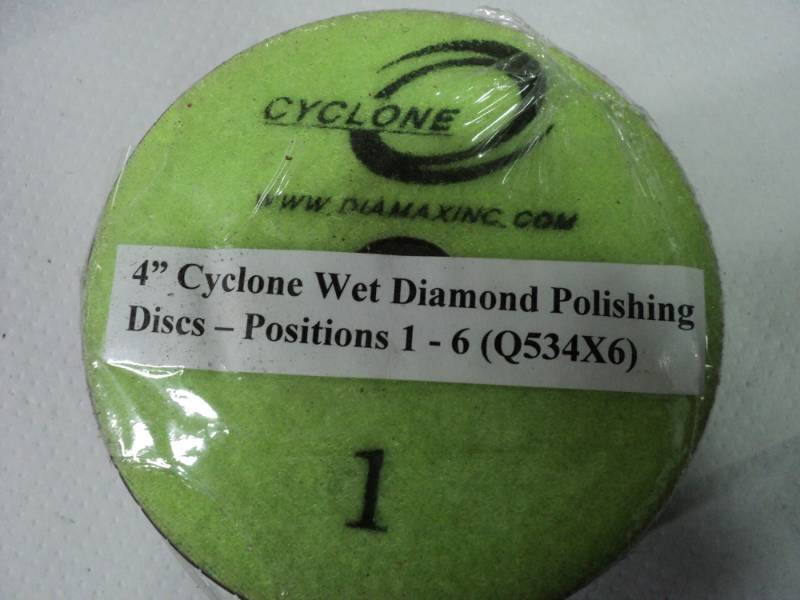 CYCLONE
WWW.DIAMAXINC.COM
4” Cyclone Wet Diamond Polishing
Discs – Positions 1 - 6 (Q534X6)
1